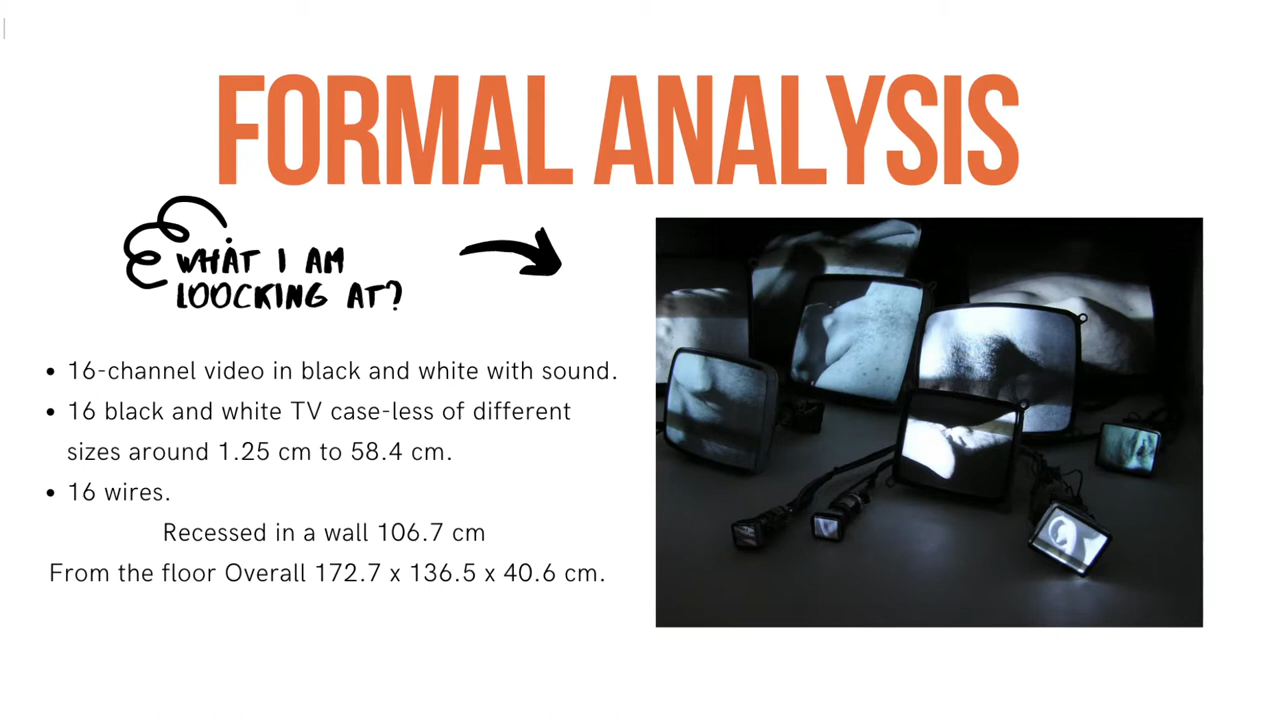 FORMAL ANALYSIS
WHAT I AM
LOOCKING AT?
• 16-channel video in black and white with sound.
• 16 black and white TV case-less of different
sizes around 1.25 cm to 58.4 cm.
• 16 wires.
Recessed in a wall 106.7 cm
From the floor Overall 172.7 x 136.5 x 40.6 cm.